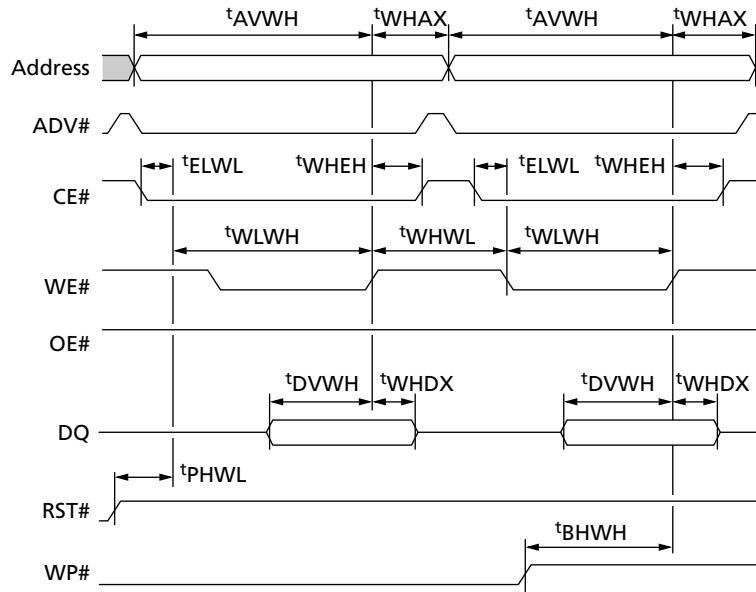 tAVWH tWHAX tAVWH tWHAX
Address
ADV#
tELWL tWHEH tELWL tWHEH
CE#
tWLWH tWHWL tWLWH
WE#
OE#
tDVWH tWHDX tDVWH tWHDX
DQ
tPHWL
RST#
tBHWH
WP#